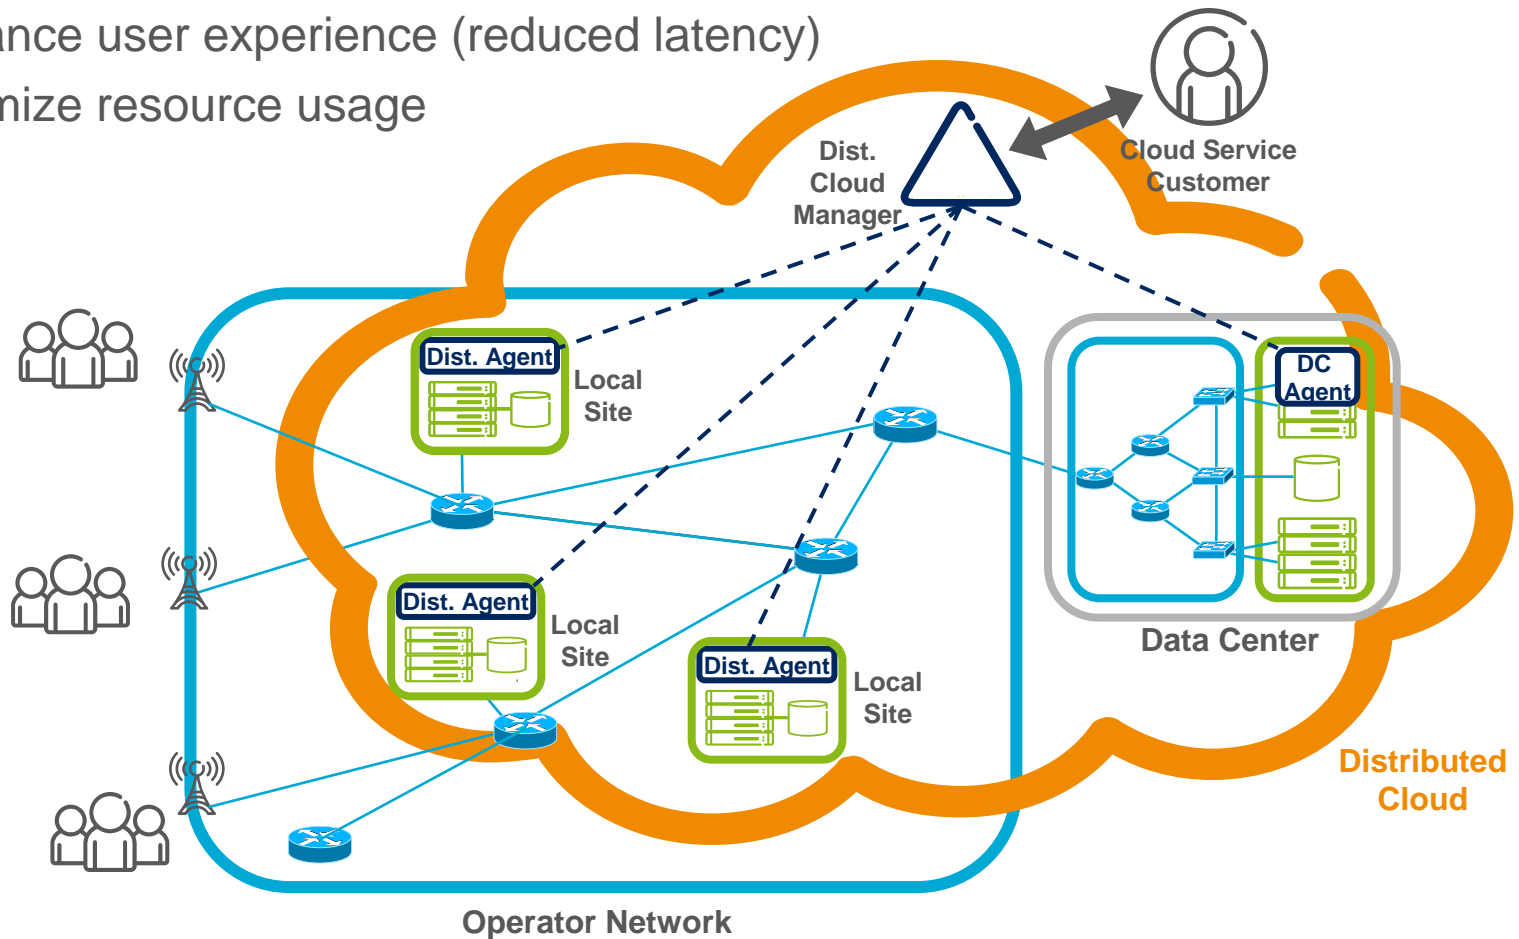 ance user experience (reduced latency)
mize resource usage
Dist.
Cloud
Manager
Cloud Service
Customer
Dist. Agent
Local
Site
DC
Agent
Dist. Agent
Local
Site
Dist. Agent
Local
Site
Data Center
Distributed
Cloud
Operator Network